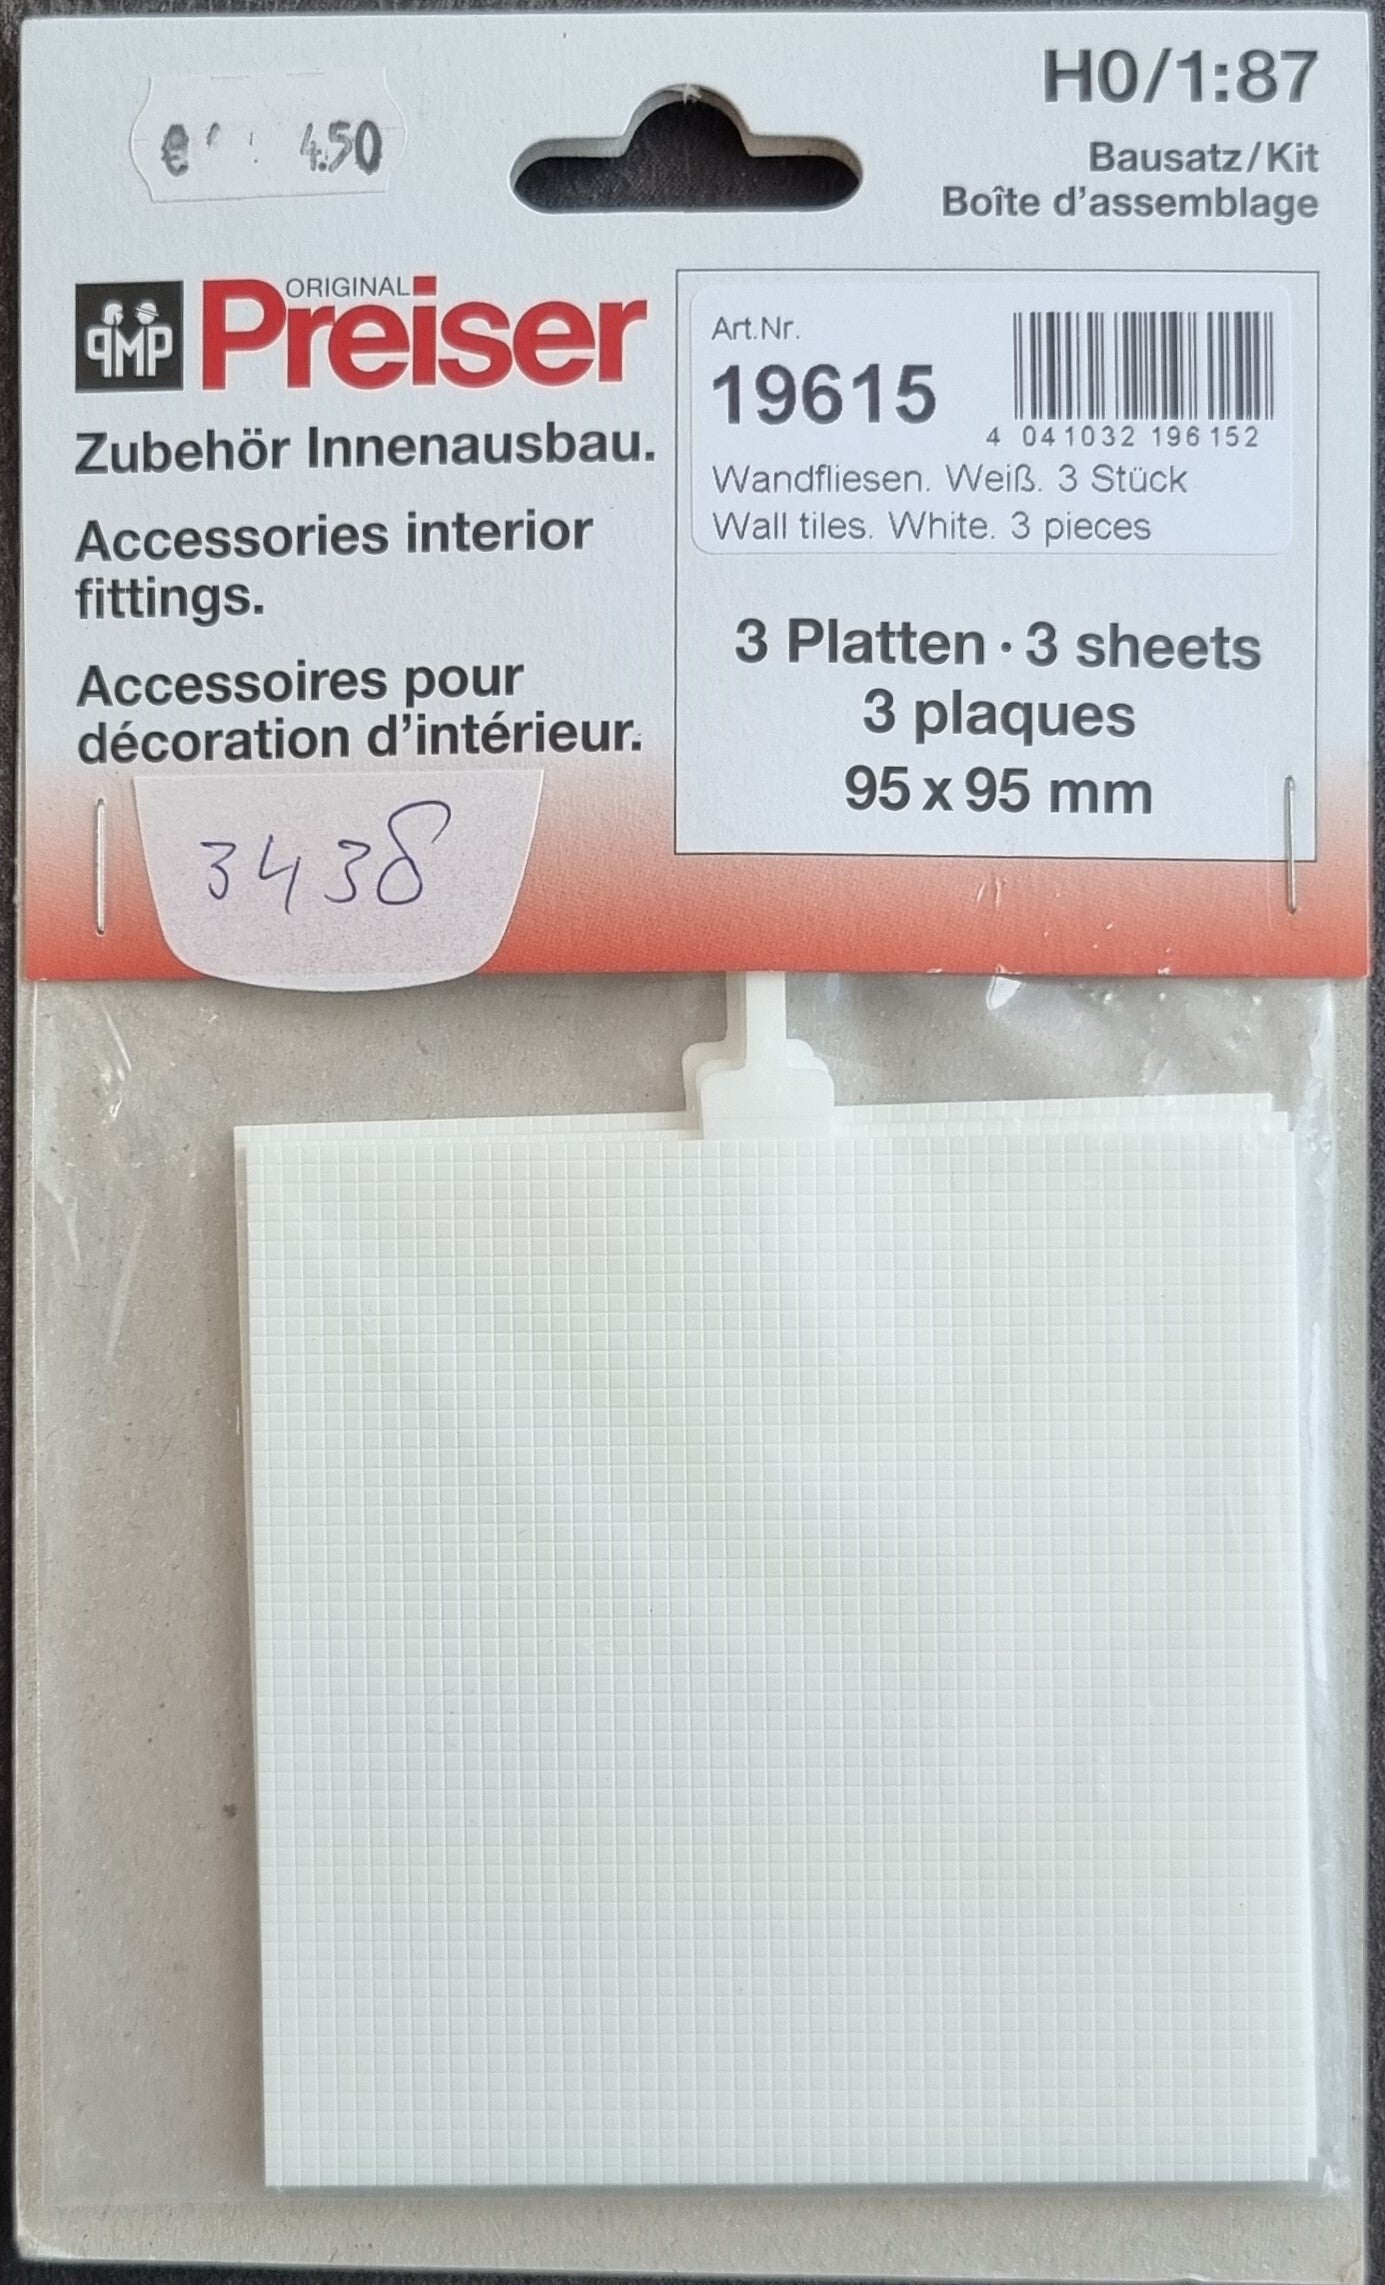 € 4.50
H0/1:87
Bausatz/Kit
Boîte d'assemblage
PMP
ORIGINAL
Preiser
Zubehör Innenausbau.
Accessories interior
fittings.
Accessoires pour
décoration d'intérieur.
Art.Nr.
19615
4 041032 196152
Wandfliesen. Weiß. 3 Stück
Wall tiles. White. 3 pieces
3 Platten · 3 sheets
3 plaques
95 x 95 mm
3438